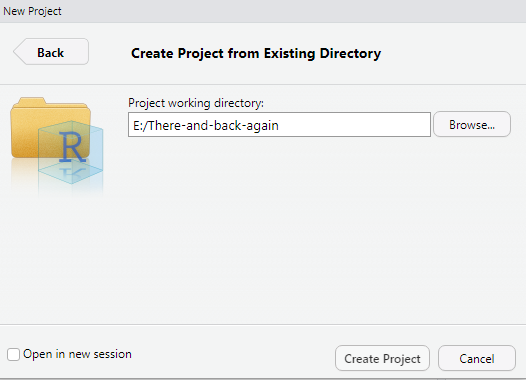 New Project
Back
Create Project from Existing Directory
Project working directory:
E:/There-and-back-again
Browse...
R
Open in new session
Create Project
Cancel